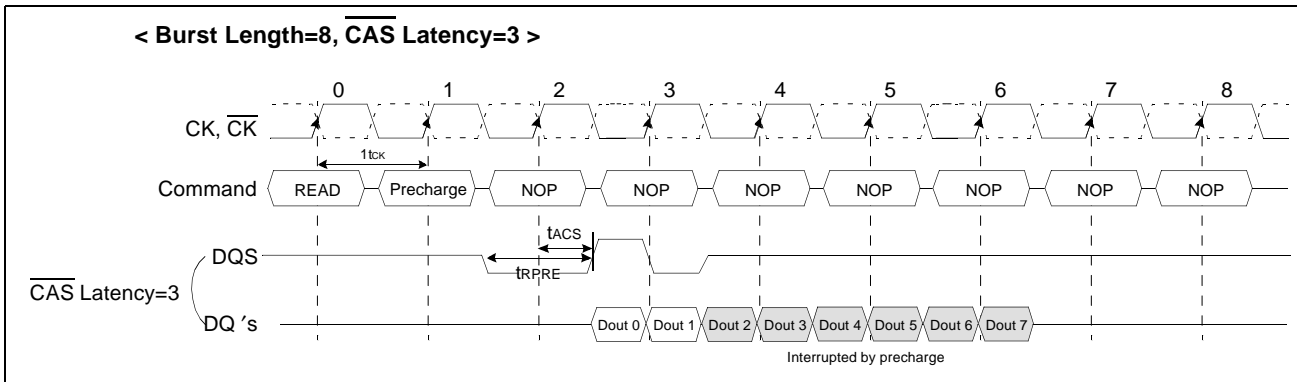 < Burst Length=8, CAS Latency=3 >
0 1 2 3 4 5 6 7 8
CK, CK
1tCK
Command READ Precharge NOP NOP NOP NOP NOP NOP NOP
tACS
DQS
tRPRE
CAS Latency=3
DQ ′s Dout 0 Dout 1 Dout 2 Dout 3 Dout 4 Dout 5 Dout 6 Dout 7
Interrupted by precharge